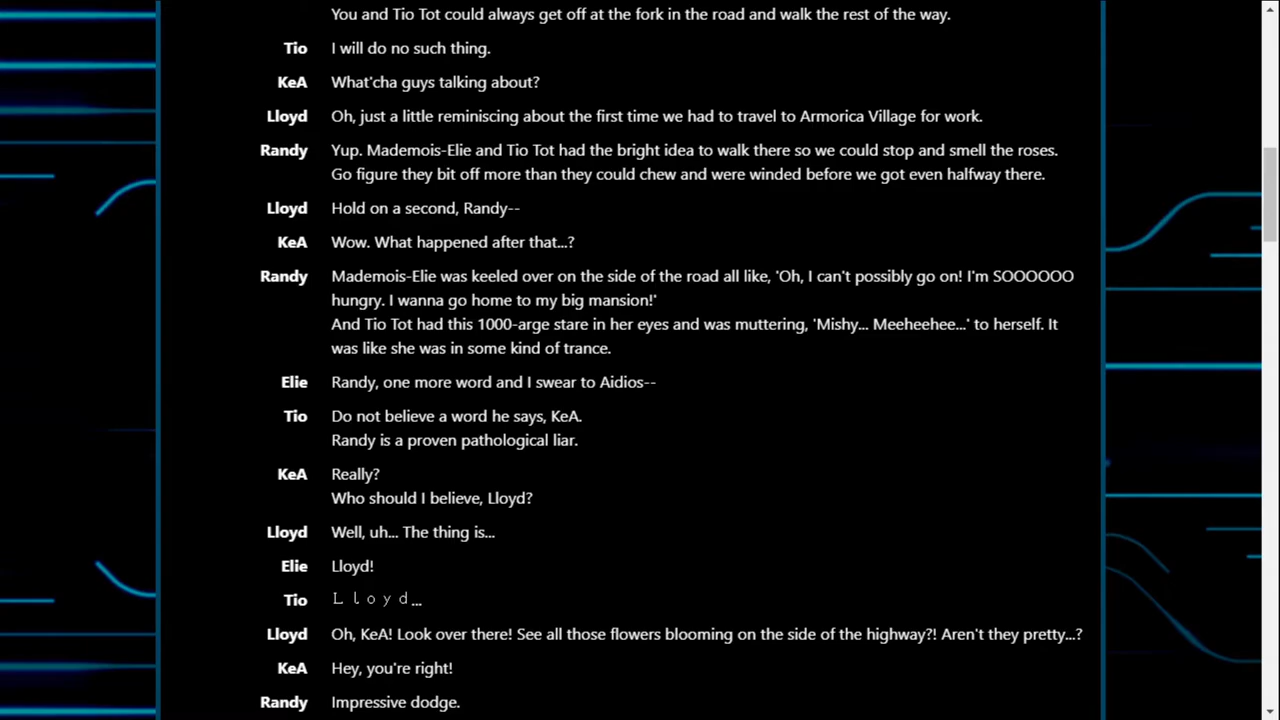 You and Tio Tot could always get off at the fork in the road and walk the rest of the way.
Tio I will do no such thing.
KeA What'cha guys talking about?
Lloyd Oh, just a little reminiscing about the first time we had to travel to Armorica Village for work.
Randy Yup. Mademois-Elie and Tio Tot had the bright idea to walk there so we could stop and smell the roses.
Go figure they bit off more than they could chew and were winded before we got even halfway there.
Lloyd Hold on a second, Randy--
KeA Wow. What happened after that...?
Randy Mademois-Elie was keeled over on the side of the road all like, 'Oh, I can't possibly go on! I'm SOOOOOO
hungry. I wanna go home to my big mansion!'
And Tio Tot had this 1000-arge stare in her eyes and was muttering, 'Mishy... Meeheehee...' to herself. It
was like she was in some kind of trance.
Elie Randy, one more word and I swear to Aidios--
Tio Do not believe a word he says, KeA.
Randy is a proven pathological liar.
KeA Really?
Who should I believe, Lloyd?
Lloyd Well, uh... The thing is...
Elie Lloyd!
Tio Ｌｌｏｙｄ...
Lloyd Oh, KeA! Look over there! See all those flowers blooming on the side of the highway?! Aren't they pretty...?
KeA Hey, you're right!
Randy Impressive dodge.